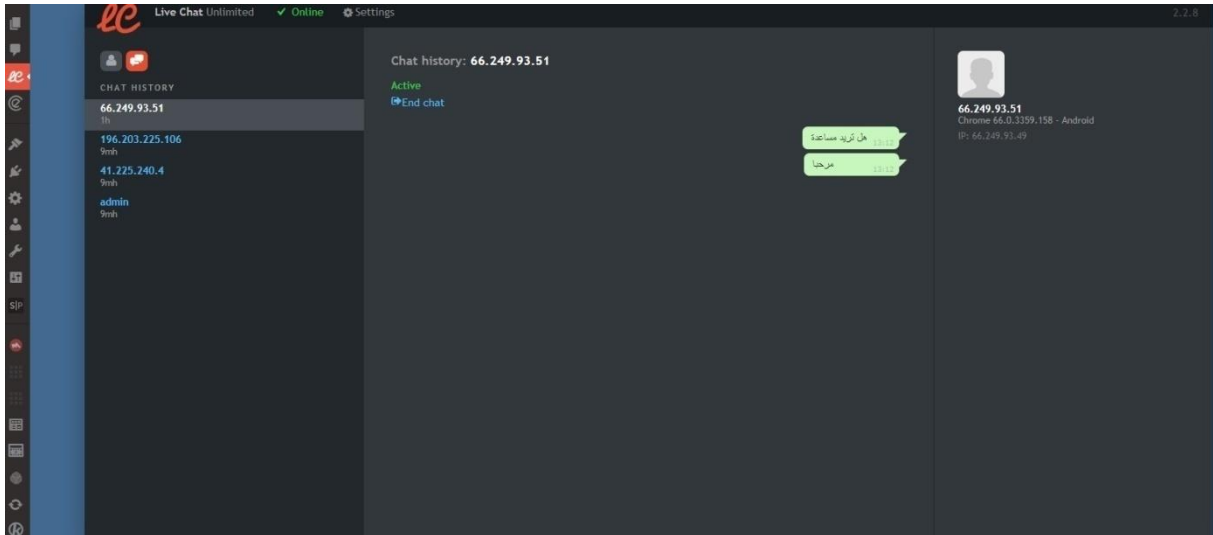 lc Live Chat Unlimited ✔ Online Settings 2.2.8
lc
CHAT HISTORY
66.249.93.51
1h
196.203.225.106
9mh
41.225.240.4
9mh
admin
9mh
Chat history: 66.249.93.51
Active
End chat
هل تريد مساعدة 13:12
مرحبا 13:12
66.249.93.51
Chrome 66.0.3359.158 - Android
IP: 66.249.93.49
S|P